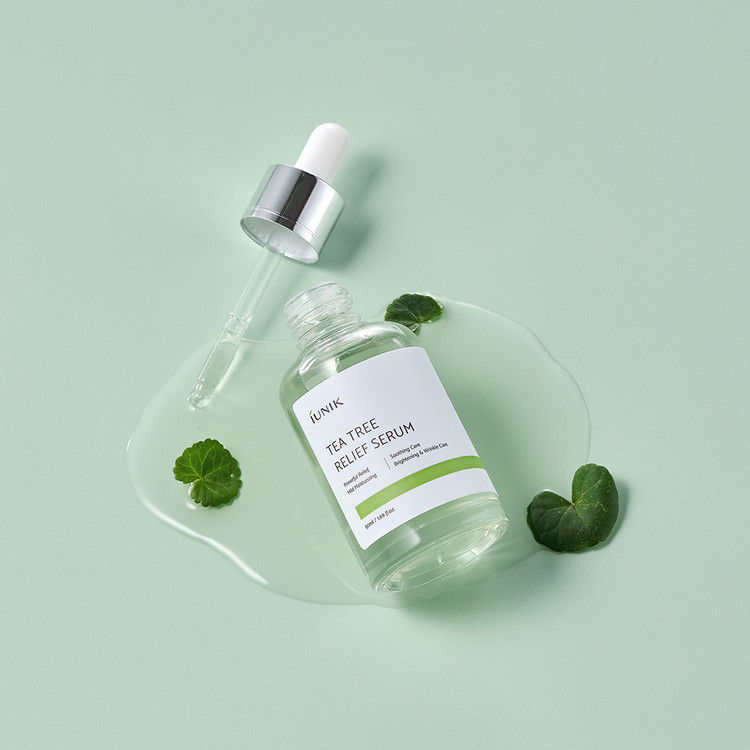 iUNIK
TEA TREE
RELIEF SERUM
Powerful Relief
Mild Moisturizing
Soothing Care
Brightening & Wrinkle Care
50ml / 1.69 fl.oz.